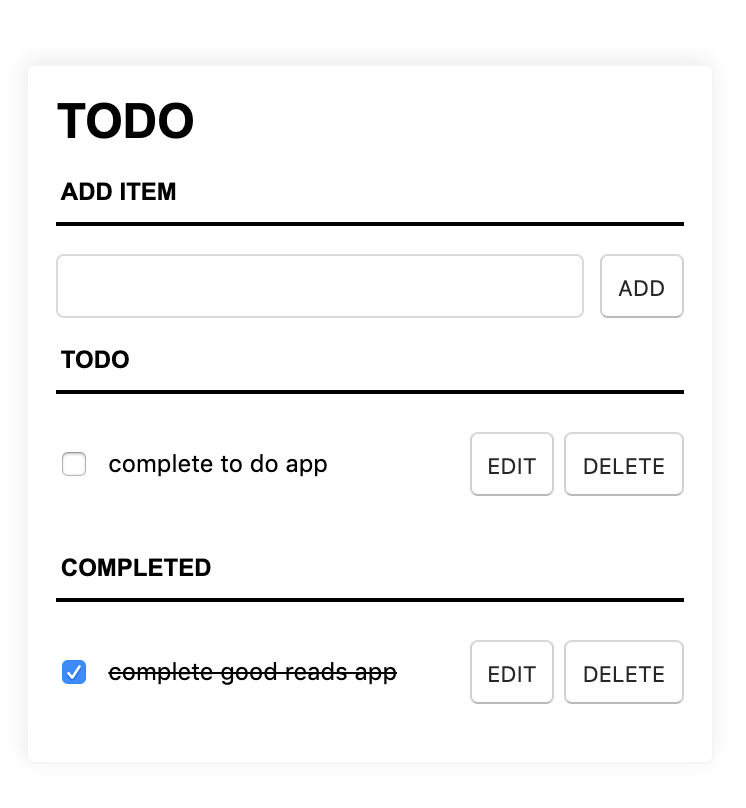 TODO
ADD ITEM
ADD
TODO
complete to do app EDIT DELETE
COMPLETED
complete good reads app EDIT DELETE